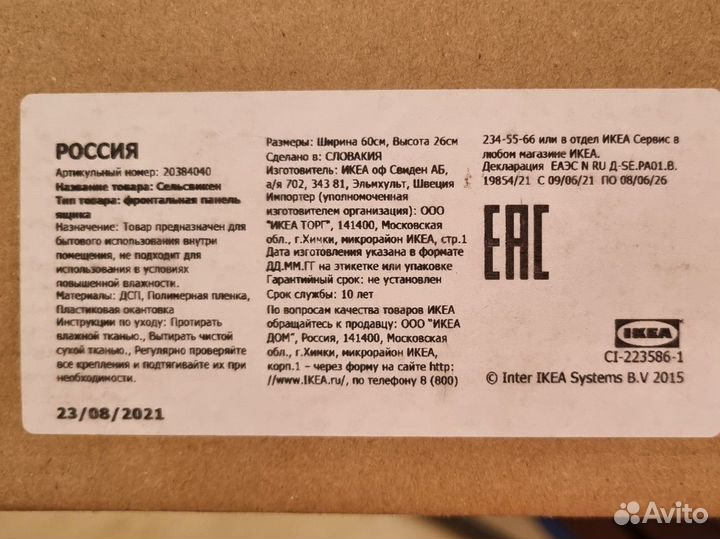 РОССИЯ
Артикульный номер: 20384040
Название товара: Сельсвикен
Тип товара: фронтальная панель
ящика
Назначение: Товар предназначен для
бытового использования внутри
помещения, не подходит для
использования в условиях
повышенной влажности.
Материалы: ДСП, Полимерная пленка,
Пластиковая окантовка
Инструкции по уходу: Протирать
влажной тканью., Вытирать чистой
сухой тканью., Регулярно проверяйте
все крепления и подтягивайте их при
необходимости.
23/08/2021
Размеры: Ширина 60см, Высота 26см
Сделано в: СЛОВАКИЯ
Изготовитель: ИКЕА оф Свиден АБ,
а/я 702, 343 81, Эльмхульт, Швеция
Импортер (уполномоченная
изготовителем организация): ООО
"ИКЕА ТОРГ", 141400, Московская
обл., г.Химки, микрорайон ИКЕА, стр.1
Дата изготовления указана в формате
ДД.ММ.ГГ на этикетке или упаковке
Гарантийный срок: не установлен
Срок службы: 10 лет
По вопросам качества товаров ИКЕА
обращайтесь к продавцу: ООО "ИКЕА
ДОМ", Россия, 141400, Московская
обл., г.Химки, микрорайон ИКЕА,
корп.1 – через форму на сайте http:
//www.IKEA.ru/, по телефону 8 (800)
234-55-66 или в отдел ИКЕА Сервис в
любом магазине ИКЕА.
Декларация ЕАЭС N RU Д-SE.РА01.В.
19854/21 С 09/06/21 ПО 08/06/26
EAC
IKEA
CI-223586-1
© Inter IKEA Systems B.V 2015
Avito